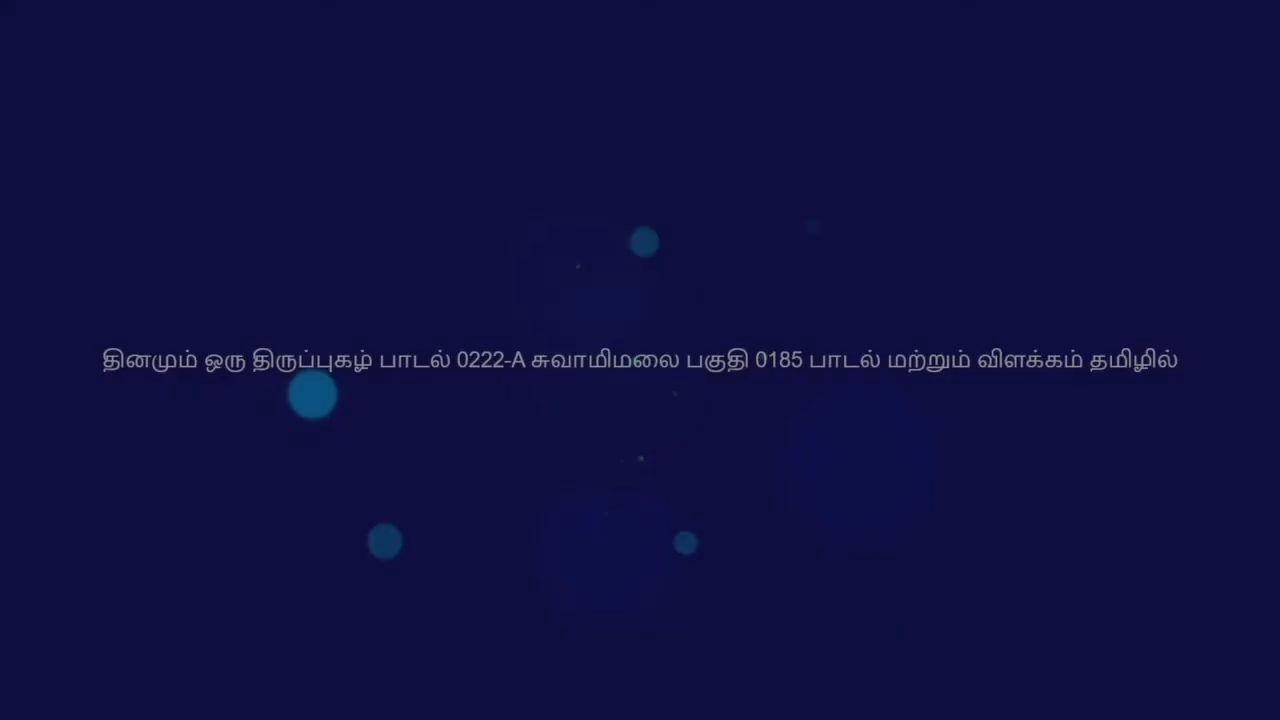 தினமும் ஒரு திருப்புகழ் பாடல் 0222-A சுவாமிமலை பகுதி 0185 பாடல் மற்றும் விளக்கம் தமிழில்